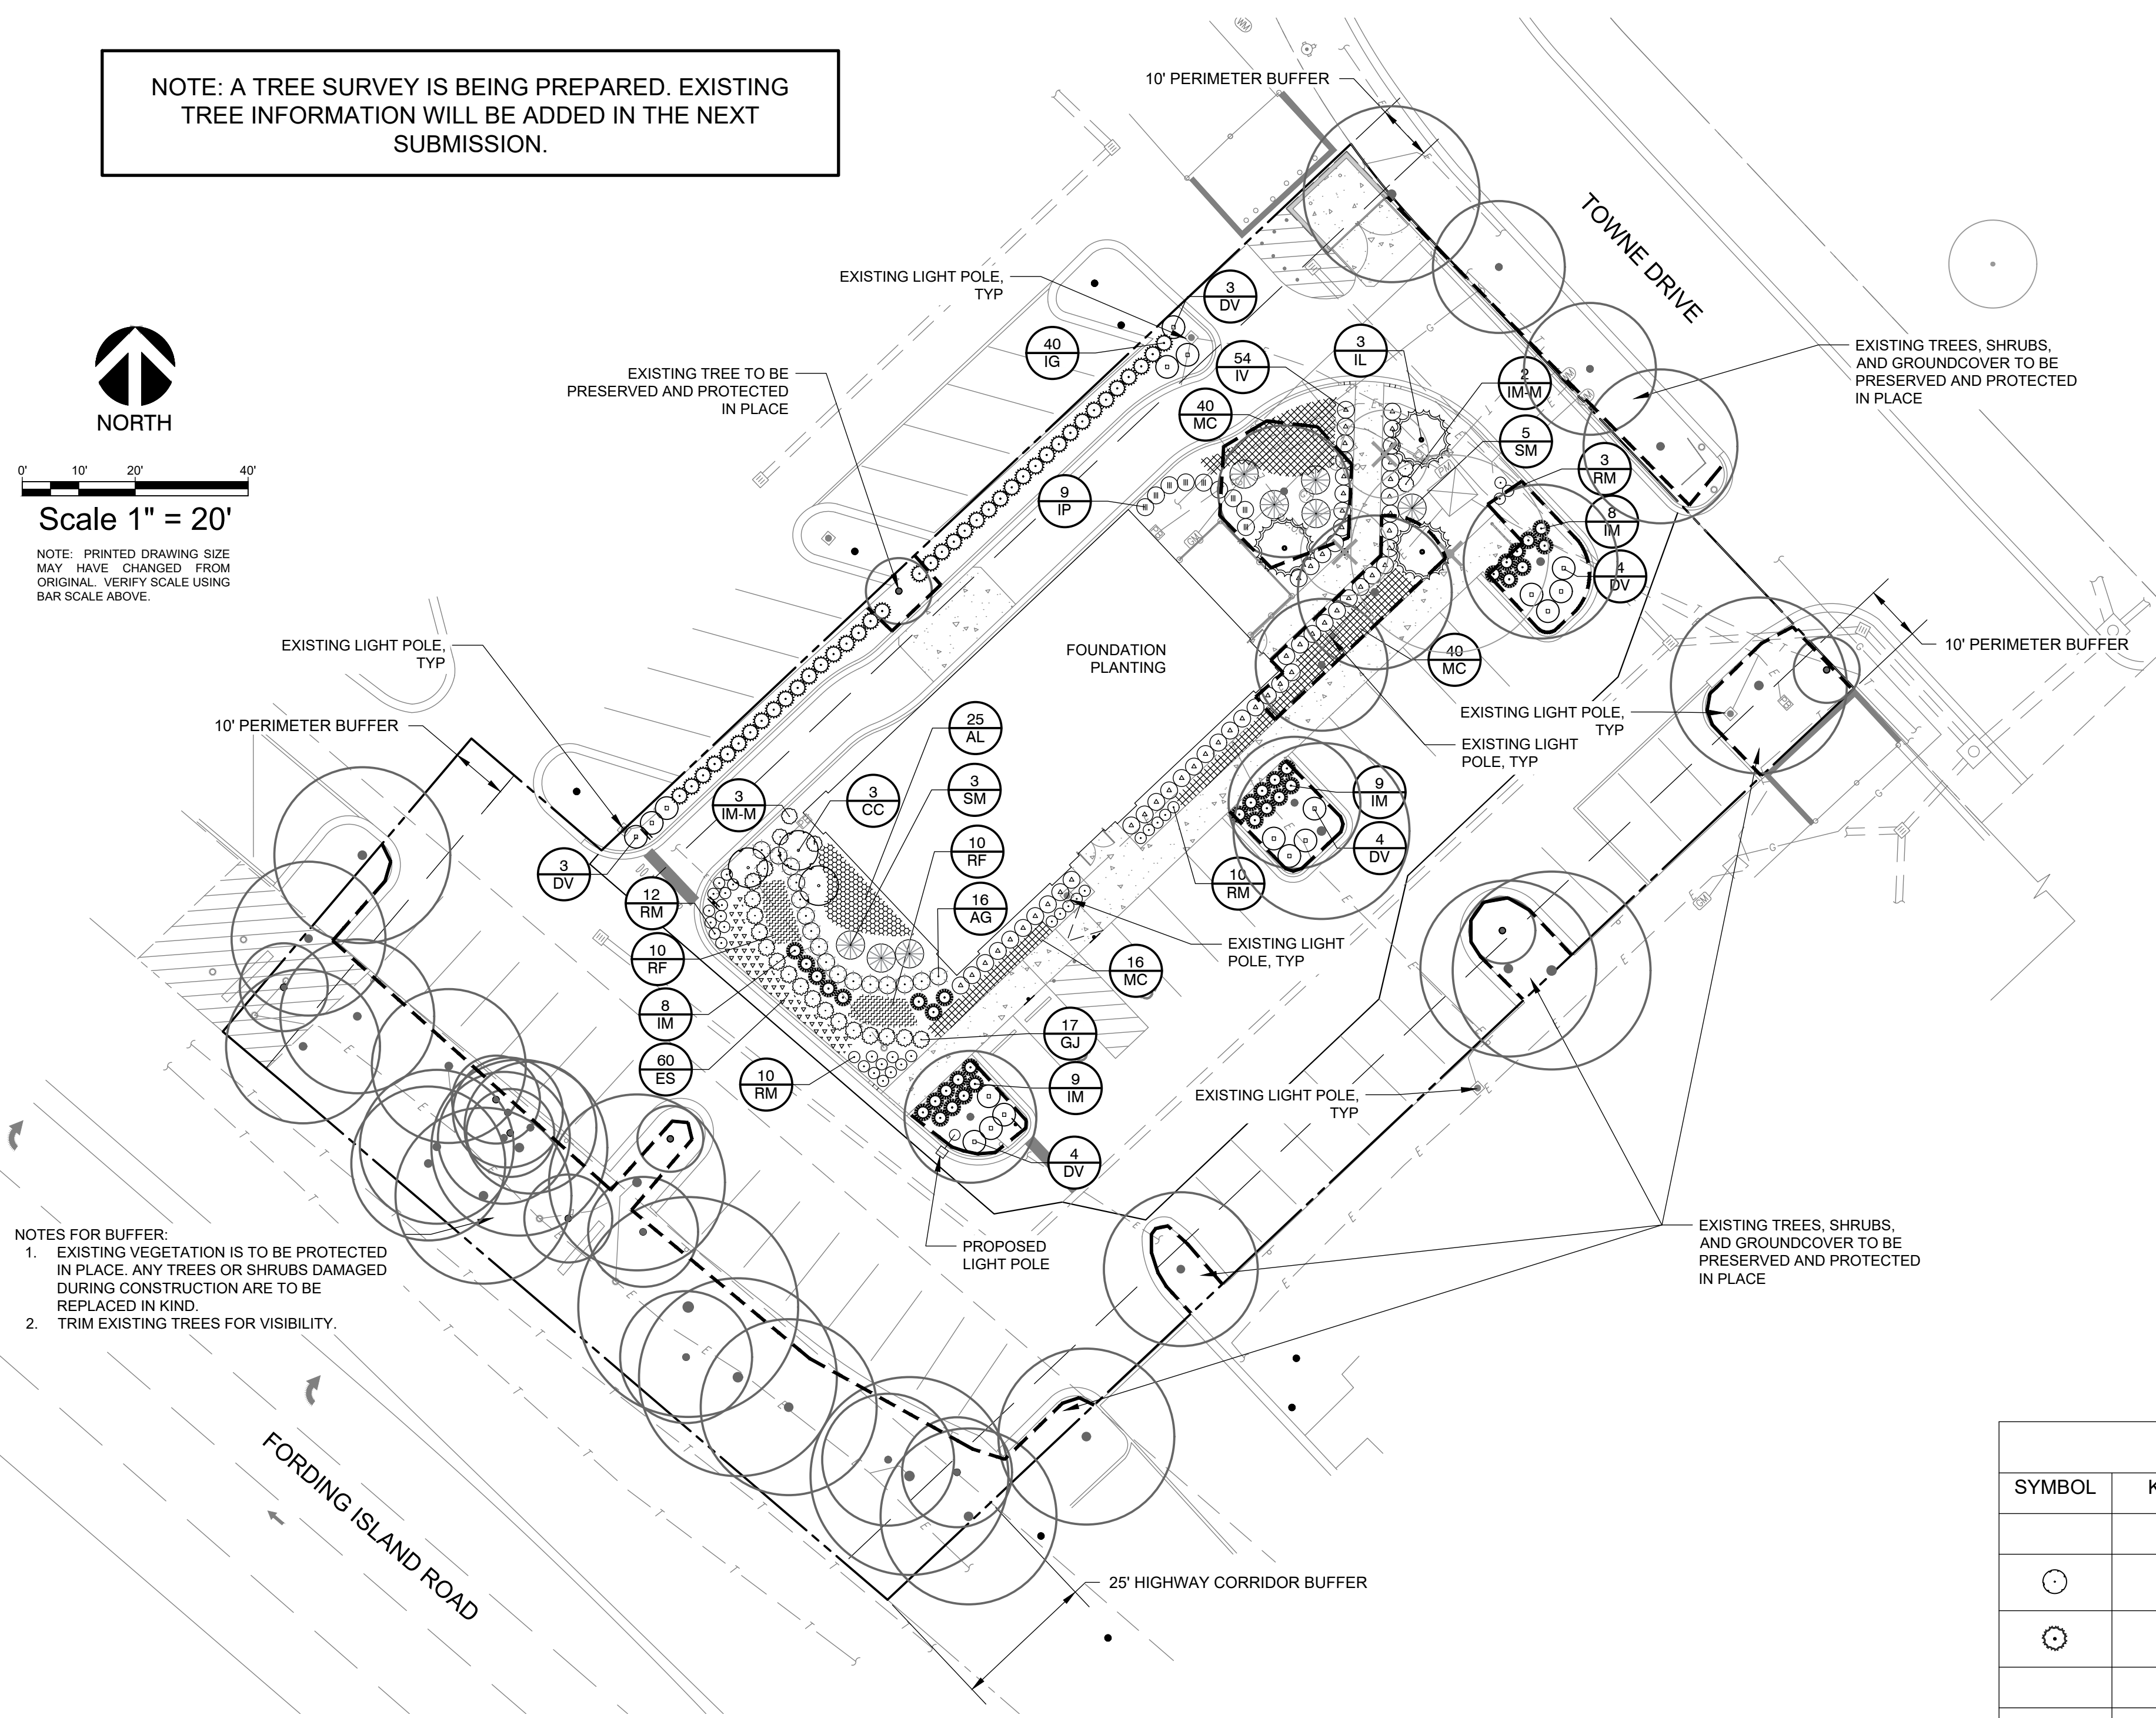 NOTE: A TREE SURVEY IS BEING PREPARED. EXISTING
TREE INFORMATION WILL BE ADDED IN THE NEXT
SUBMISSION.
10' PERIMETER BUFFER
TOWNE DRIVE
EXISTING LIGHT POLE,
TYP
3
DV
40
IG
54
IV
3
IL
EXISTING TREES, SHRUBS,
AND GROUNDCOVER TO BE
PRESERVED AND PROTECTED
IN PLACE
EXISTING TREE TO BE
PRESERVED AND PROTECTED
IN PLACE
2
IM-M
40
MC
5
SM
3
RM
NORTH
0' 10' 20' 40'
Scale 1" = 20'
NOTE: PRINTED DRAWING SIZE
MAY HAVE CHANGED FROM
ORIGINAL. VERIFY SCALE USING
BAR SCALE ABOVE.
9
IP
8
IM
4
DV
EXISTING LIGHT POLE,
TYP
FOUNDATION
PLANTING
40
MC
10' PERIMETER BUFFER
10' PERIMETER BUFFER
EXISTING LIGHT POLE,
TYP
EXISTING LIGHT
POLE, TYP
25
AL
3
SM
3
IM-M
3
CC
9
IM
10
RF
4
DV
3
DV
10
RM
12
RM
16
AG
EXISTING LIGHT
POLE, TYP
10
RF
16
MC
8
IM
17
GJ
60
ES
10
RM
9
IM
EXISTING LIGHT POLE,
TYP
4
DV
NOTES FOR BUFFER:
1. EXISTING VEGETATION IS TO BE PROTECTED
IN PLACE. ANY TREES OR SHRUBS DAMAGED
DURING CONSTRUCTION ARE TO BE
REPLACED IN KIND.
2. TRIM EXISTING TREES FOR VISIBILITY.
PROPOSED
LIGHT POLE
EXISTING TREES, SHRUBS,
AND GROUNDCOVER TO BE
PRESERVED AND PROTECTED
IN PLACE
FORDING ISLAND ROAD
25' HIGHWAY CORRIDOR BUFFER
SYMBOL